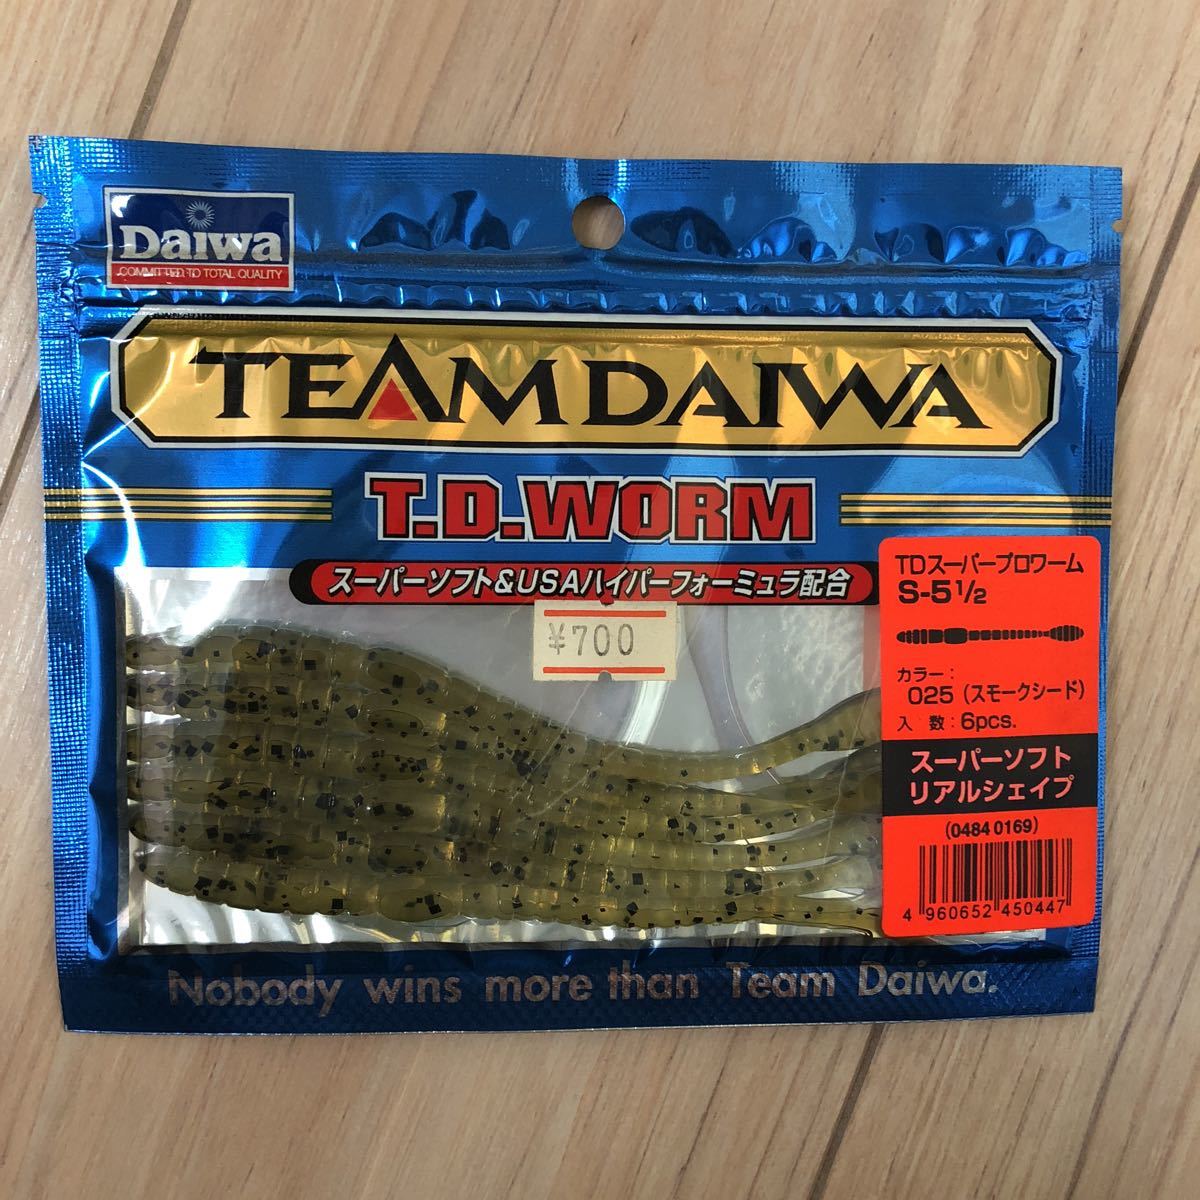 Daiwa
COMMITTED TO TOTAL QUALITY
TEAMDAIWA
T.D.WORM
スーパーソフト&USAハイパーフォーミュラ配合
¥700
TDスーパープロワーム
S-5 1/2
カラー:
025 (スモークシード)
入 数:6pcs.
スーパーソフト
リアルシェイプ
(0484 0169)
4 960652 450447
Nobody wins more than Team Daiwa.